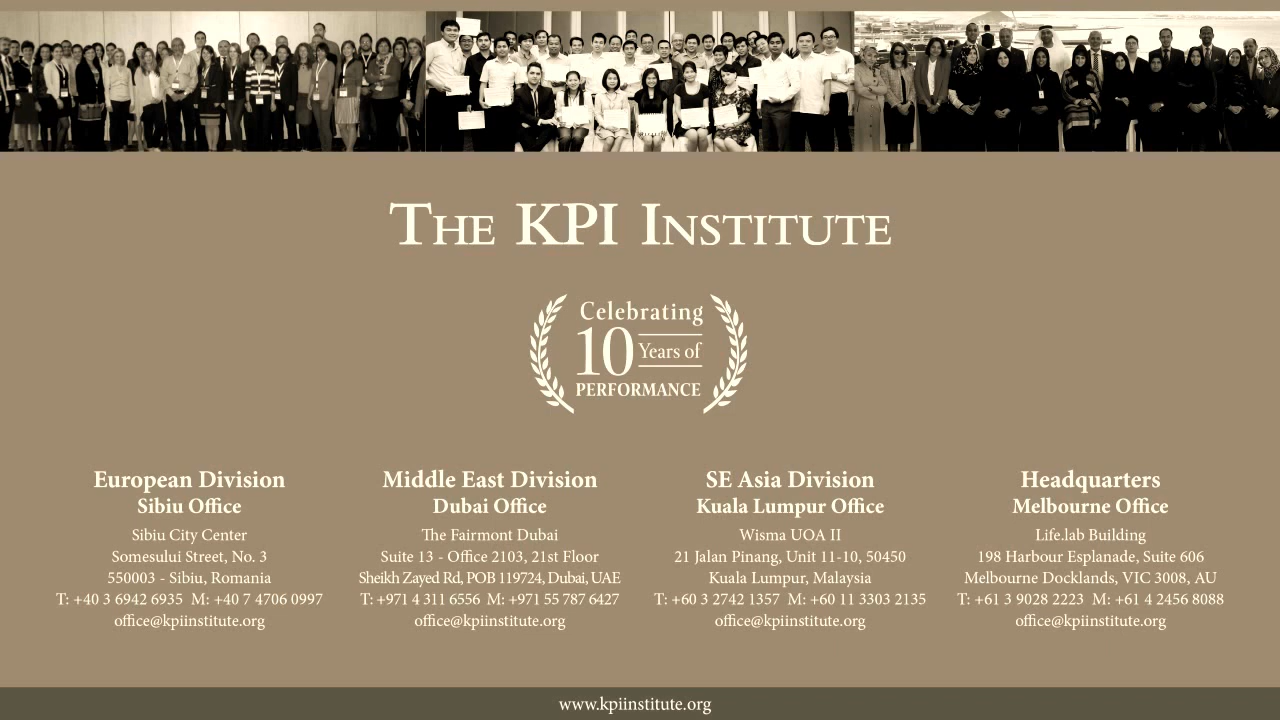 THE KPI INSTITUTE
Celebrating
10 Years of
PERFORMANCE
European Division
Sibiu Office
Sibiu City Center
Somesului Street, No. 3
550003 - Sibiu, Romania
T: +40 3 6942 6935 M: +40 7 4706 0997
office@kpiinstitute.org
Middle East Division
Dubai Office
The Fairmont Dubai
Suite 13 - Office 2103, 21st Floor
Sheikh Zayed Rd, POB 119724, Dubai, UAE
T: +971 4 311 6556 M: +971 55 787 6427
office@kpiinstitute.org
SE Asia Division
Kuala Lumpur Office
Wisma UOA II
21 Jalan Pinang, Unit 11-10, 50450
Kuala Lumpur, Malaysia
T: +60 3 2742 1357 M: +60 11 3303 2135
office@kpiinstitute.org
Headquarters
Melbourne Office
Life.lab Building
198 Harbour Esplanade, Suite 606
Melbourne Docklands, VIC 3008, AU
T: +61 3 9028 2223 M: +61 4 2456 8088
office@kpiinstitute.org
www.kpiinstitute.org